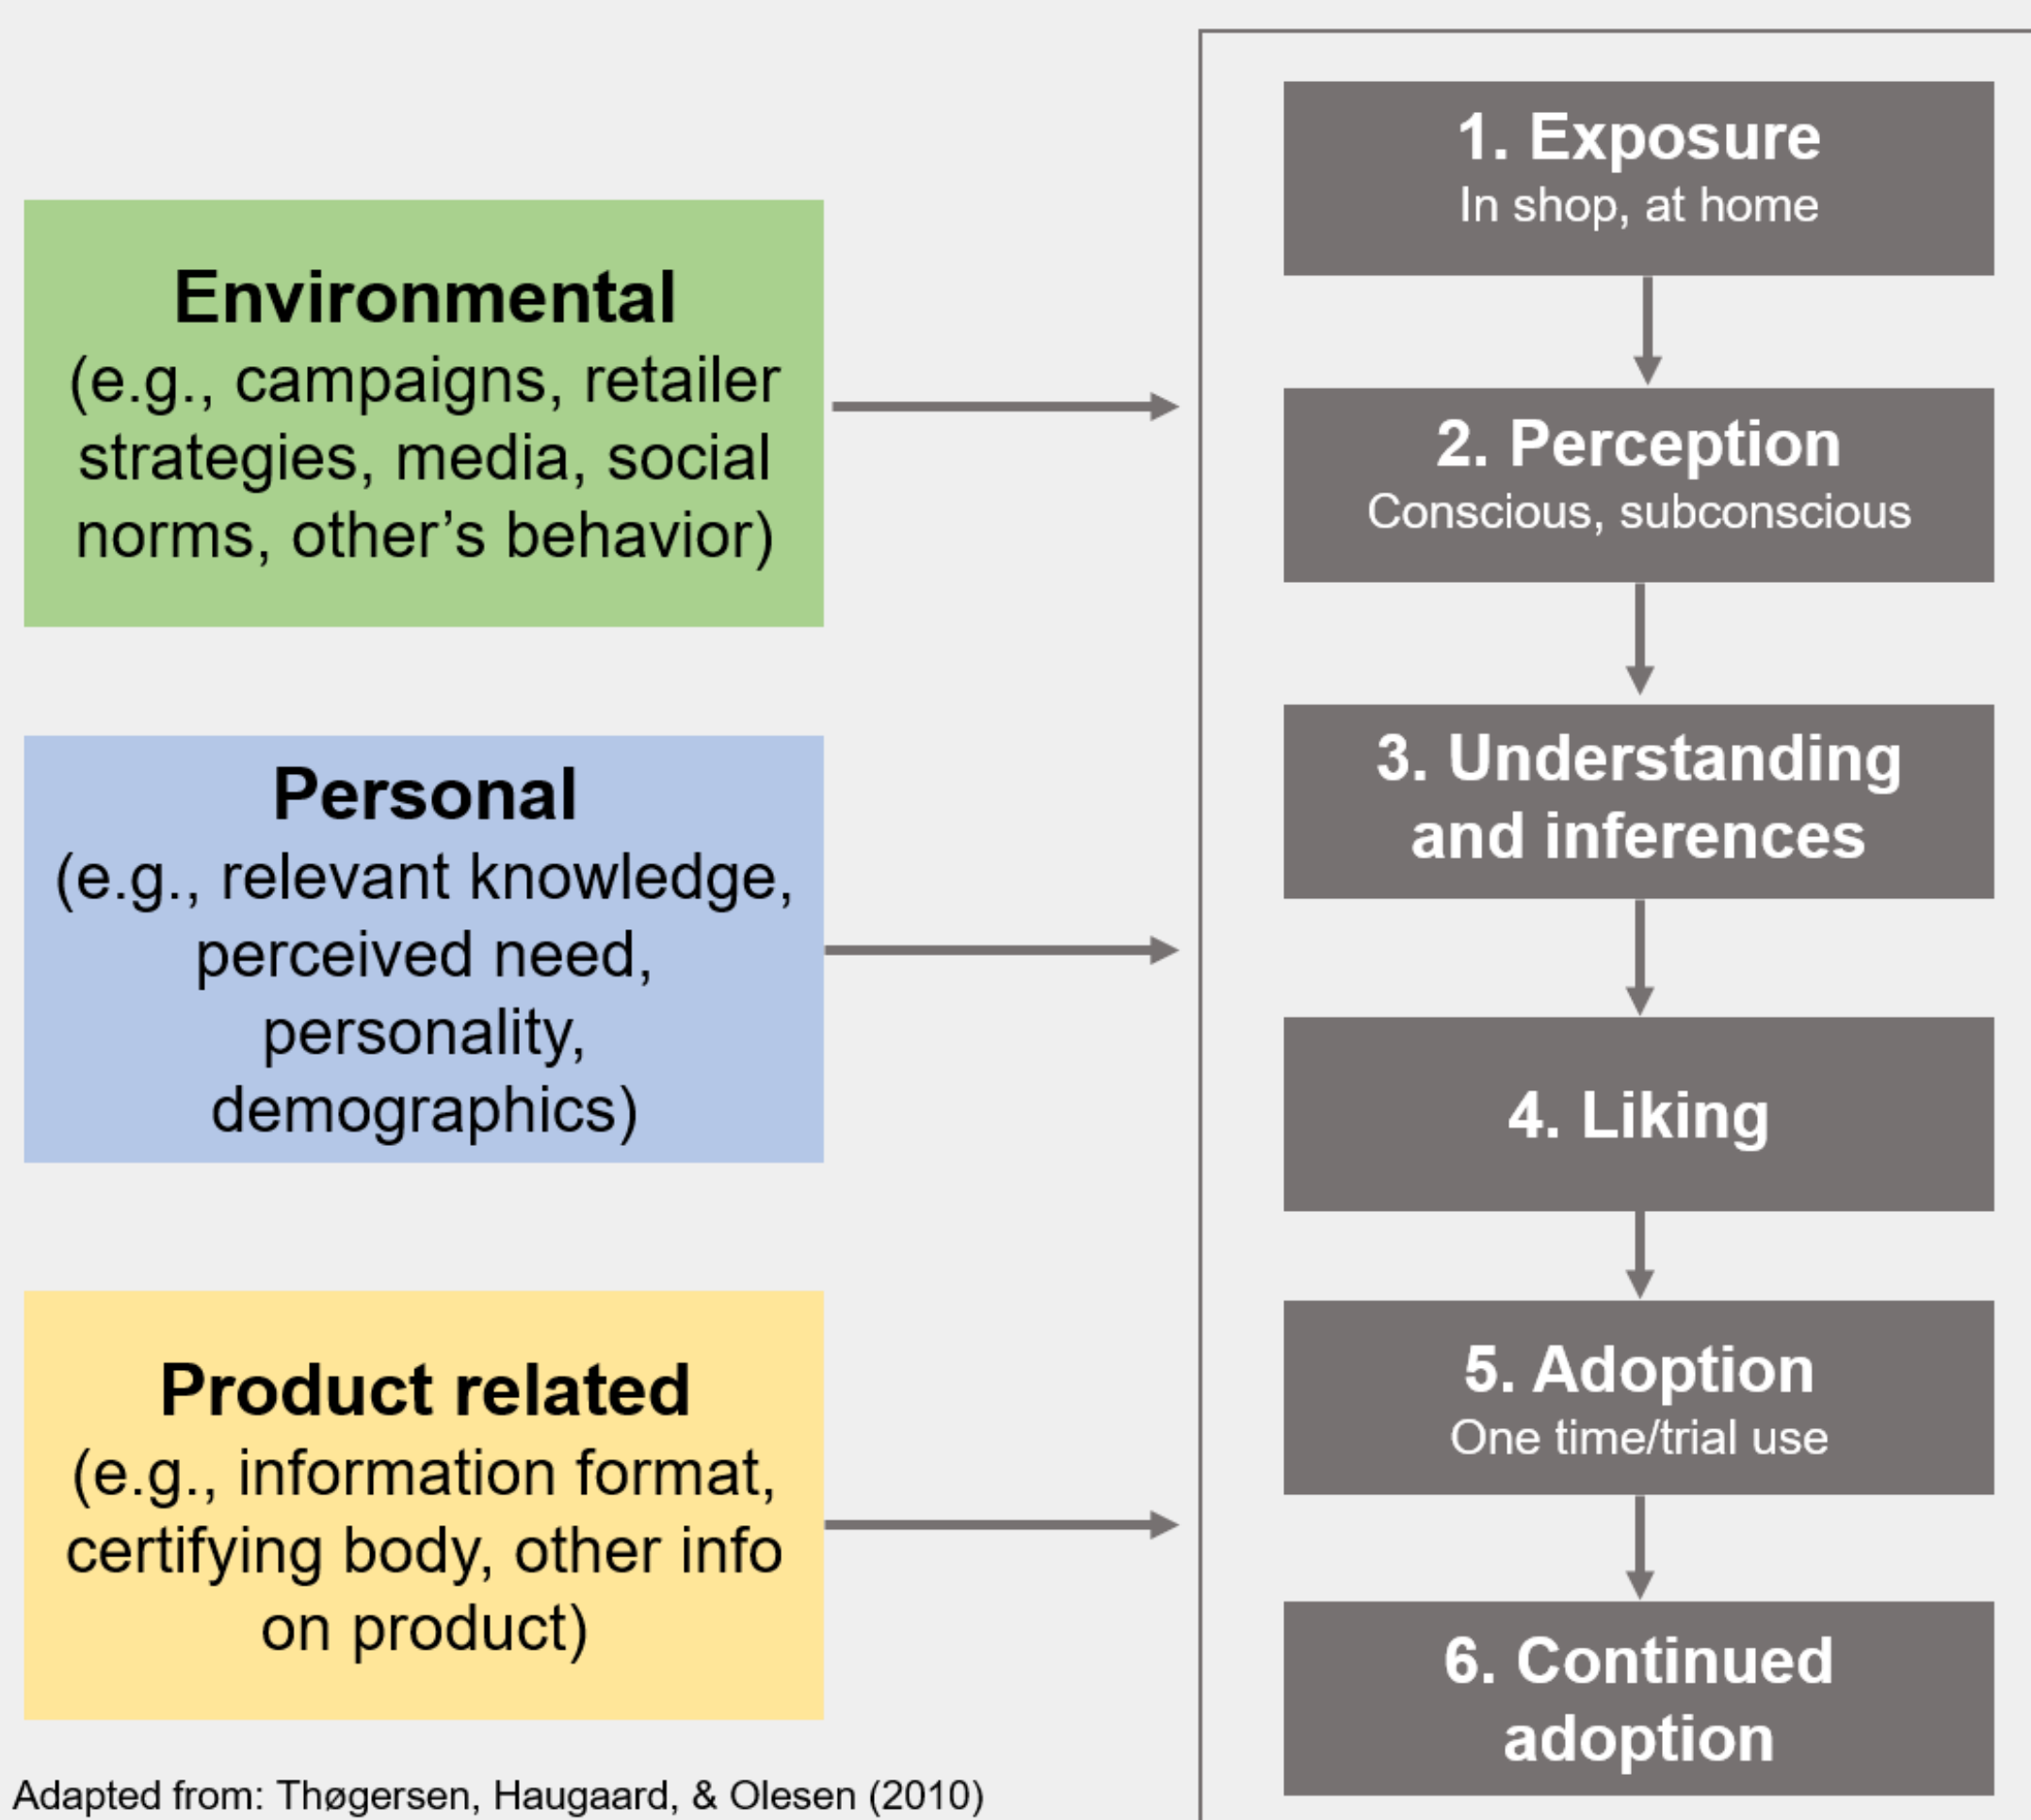 Environmental
(e.g., campaigns, retailer
strategies, media, social
norms, other's behavior)
Personal
(e.g., relevant knowledge,
perceived need,
personality,
demographics)
Product related
(e.g., information format,
certifying body, other info
on product)
Adapted from: Thøgersen, Haugaard, & Olesen (2010)
1. Exposure
In shop, at home
2. Perception
Conscious, subconscious
3. Understanding
and inferences
4. Liking
5. Adoption
One time/trial use
6. Continued
adoption